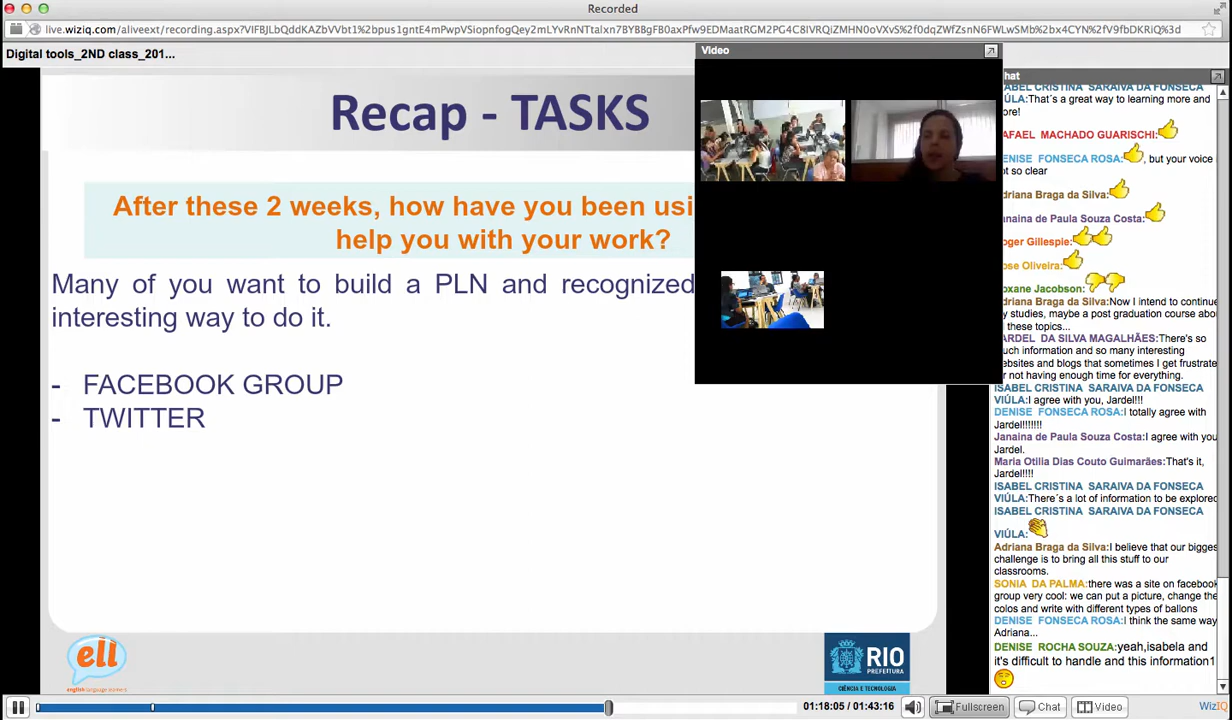 Recorded
live.wiziq.com/aliveext/recording.aspx?
Digital tools_2ND class_201...
Recap - TASKS
After these 2 weeks, how have you been usi
help you with your work?
Many of you want to build a PLN and recognized
interesting way to do it.
- FACEBOOK GROUP
- TWITTER
ell
english language learners
RIO
PREFEITURA
CIÊNCIA E TECNOLOGIA
Video
hat
ISABEL CRISTINA SARAIVA DA FONSECA
ÚLA:That´s a great way to learning more and
ore!
AFAEL MACHADO GUARISCHI:
ENISE FONSECA ROSA: , but your voice
ot so clear
driana Braga da Silva:
anaina de Paula Souza Costa:
oger Gillespie:
ose Oliveira:
oxane Jacobson:
driana Braga da Silva:Now I intend to continue
y studies, maybe a post graduation course abou
these topics...
ARDEL DA SILVA MAGALHÃES:There's so
uch information and so many interesting
ebsites and blogs that sometimes I get frustrate
r not having enough time for everything.
ISABEL CRISTINA SARAIVA DA FONSECA
VIÚLA:I agree with you, Jardel!!!
DENISE FONSECA ROSA:I totally agree with
Jardel!!!!!!!
Janaina de Paula Souza Costa:I agree with you
Jardel.
Maria Otilia Dias Couto Guimarães:That's it,
Jardel!!!!
ISABEL CRISTINA SARAIVA DA FONSECA
VIÚLA:There´s a lot of information to be explored
ISABEL CRISTINA SARAIVA DA FONSECA
VIÚLA:
Adriana Braga da Silva:I believe that our bigges
challenge is to bring all this stuff to our
classrooms.
SONIA DA PALMA:there was a site on facebook
group very cool: we can put a picture, change the
colos and write with different types of ballons
DENISE FONSECA ROSA:I think the same way
Adriana...
DENISE ROCHA SOUZA:yeah,isabela and
it's difficult to handle and this information1
01:18:05 / 01:43:16
Fullscreen
Chat
Video
WizIQ